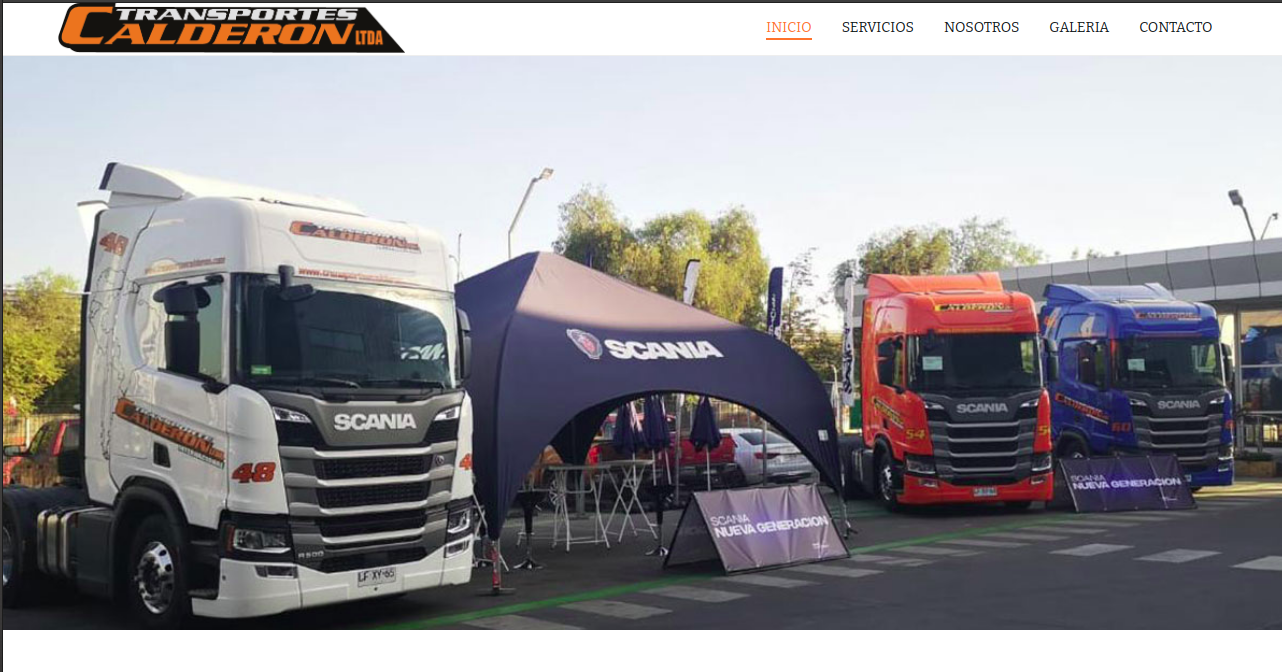 TRANSPORTES
CALDERON LTDA
INICIO
SERVICIOS
NOSOTROS
GALERIA
CONTACTO
48
CALDERON
SCANIA
CALDERON
CALDERON
SCANIA
SCANIA
SCANIA
54
60
CALDERON
48
SCANIA
NUEVA GENERACION
SCANIA
NUEVA GENERACION
R500
LF XY-65